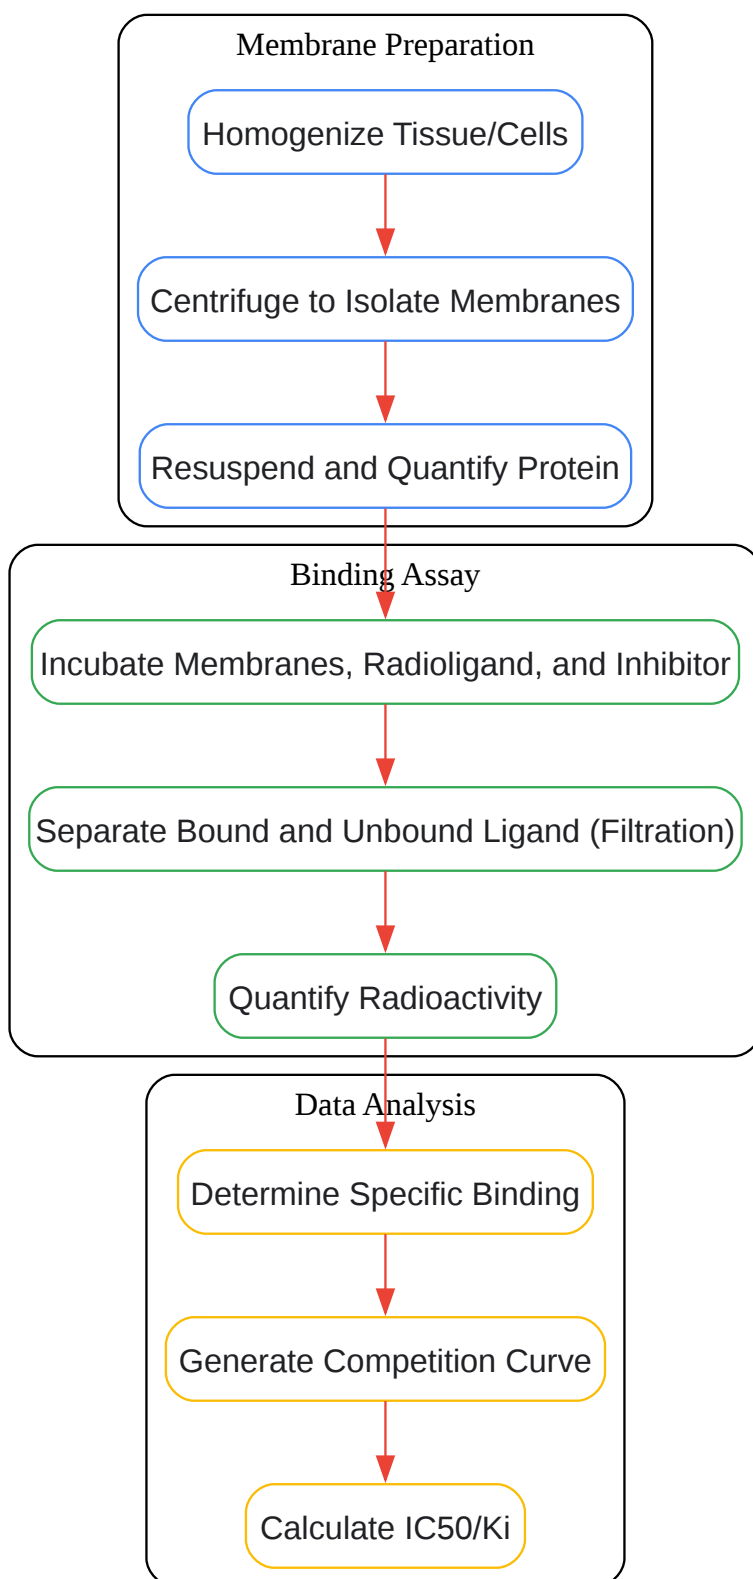 Membrane Preparation
Homogenize Tissue/Cells
Centrifuge to Isolate Membranes
Resuspend and Quantify Protein
Binding Assay
Incubate Membranes, Radioligand, and Inhibitor
Separate Bound and Unbound Ligand (Filtration)
Quantify Radioactivity
Data Analysis
Determine Specific Binding
Generate Competition Curve
Calculate IC50/Ki